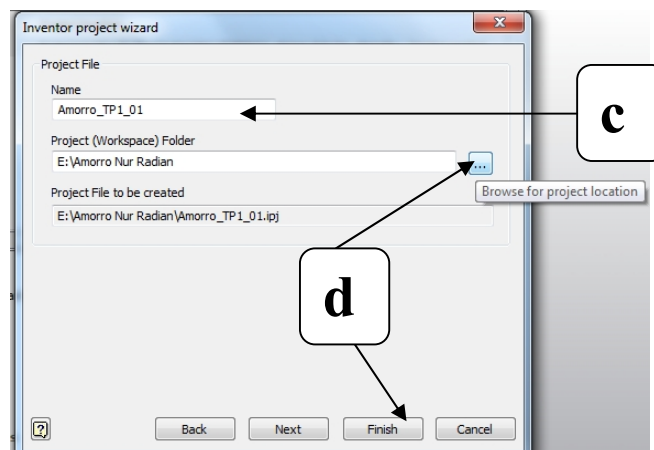 Inventor project wizard
Project File
Name
Amorro_TP1_01
c
Project (Workspace) Folder
E:\Amorro Nur Radian
...
Browse for project location
Project File to be created
E:\Amorro Nur Radian\Amorro_TP1_01.ipj
d
? Back Next Finish Cancel